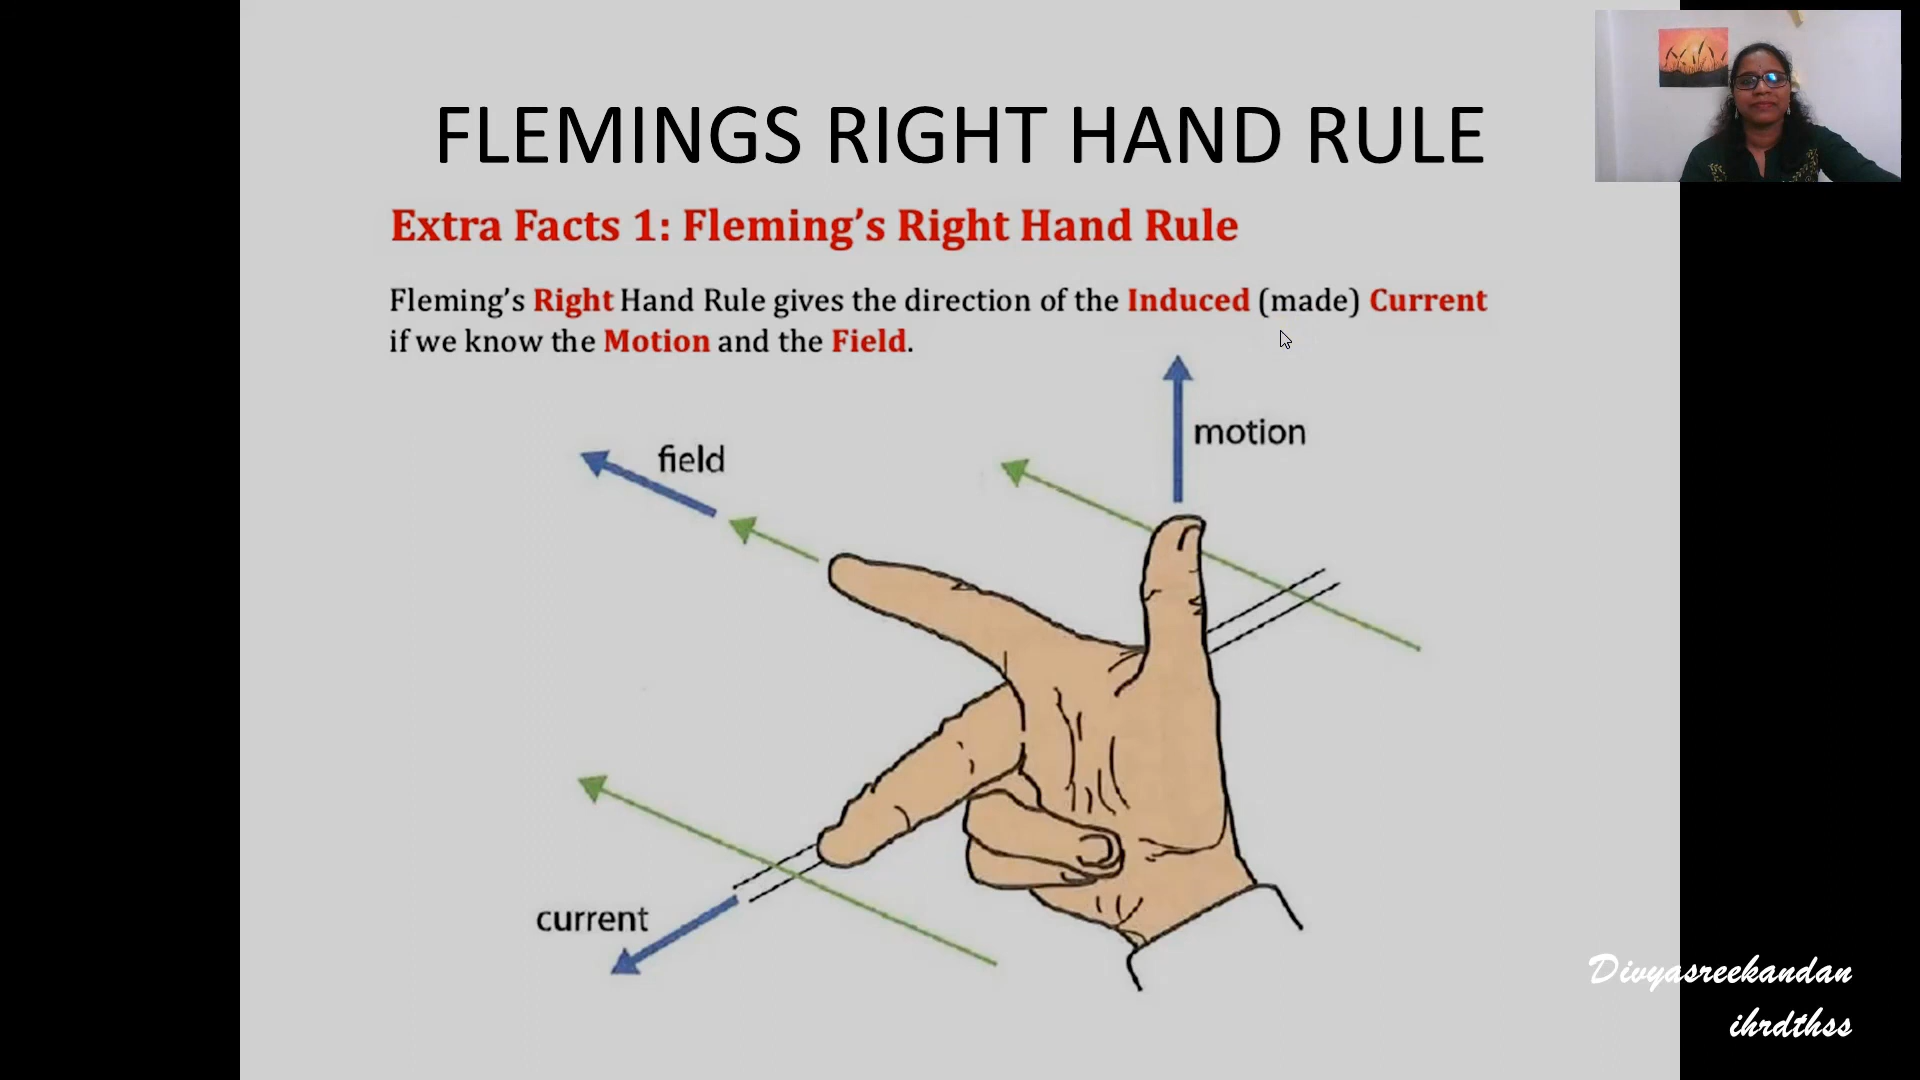 FLEMINGS RIGHT HAND RULE
Extra Facts 1: Fleming’s Right Hand Rule
Fleming’s Right Hand Rule gives the direction of the Induced (made) Current
if we know the Motion and the Field.
motion
field
current
Divyasreekandan
ihrdthss